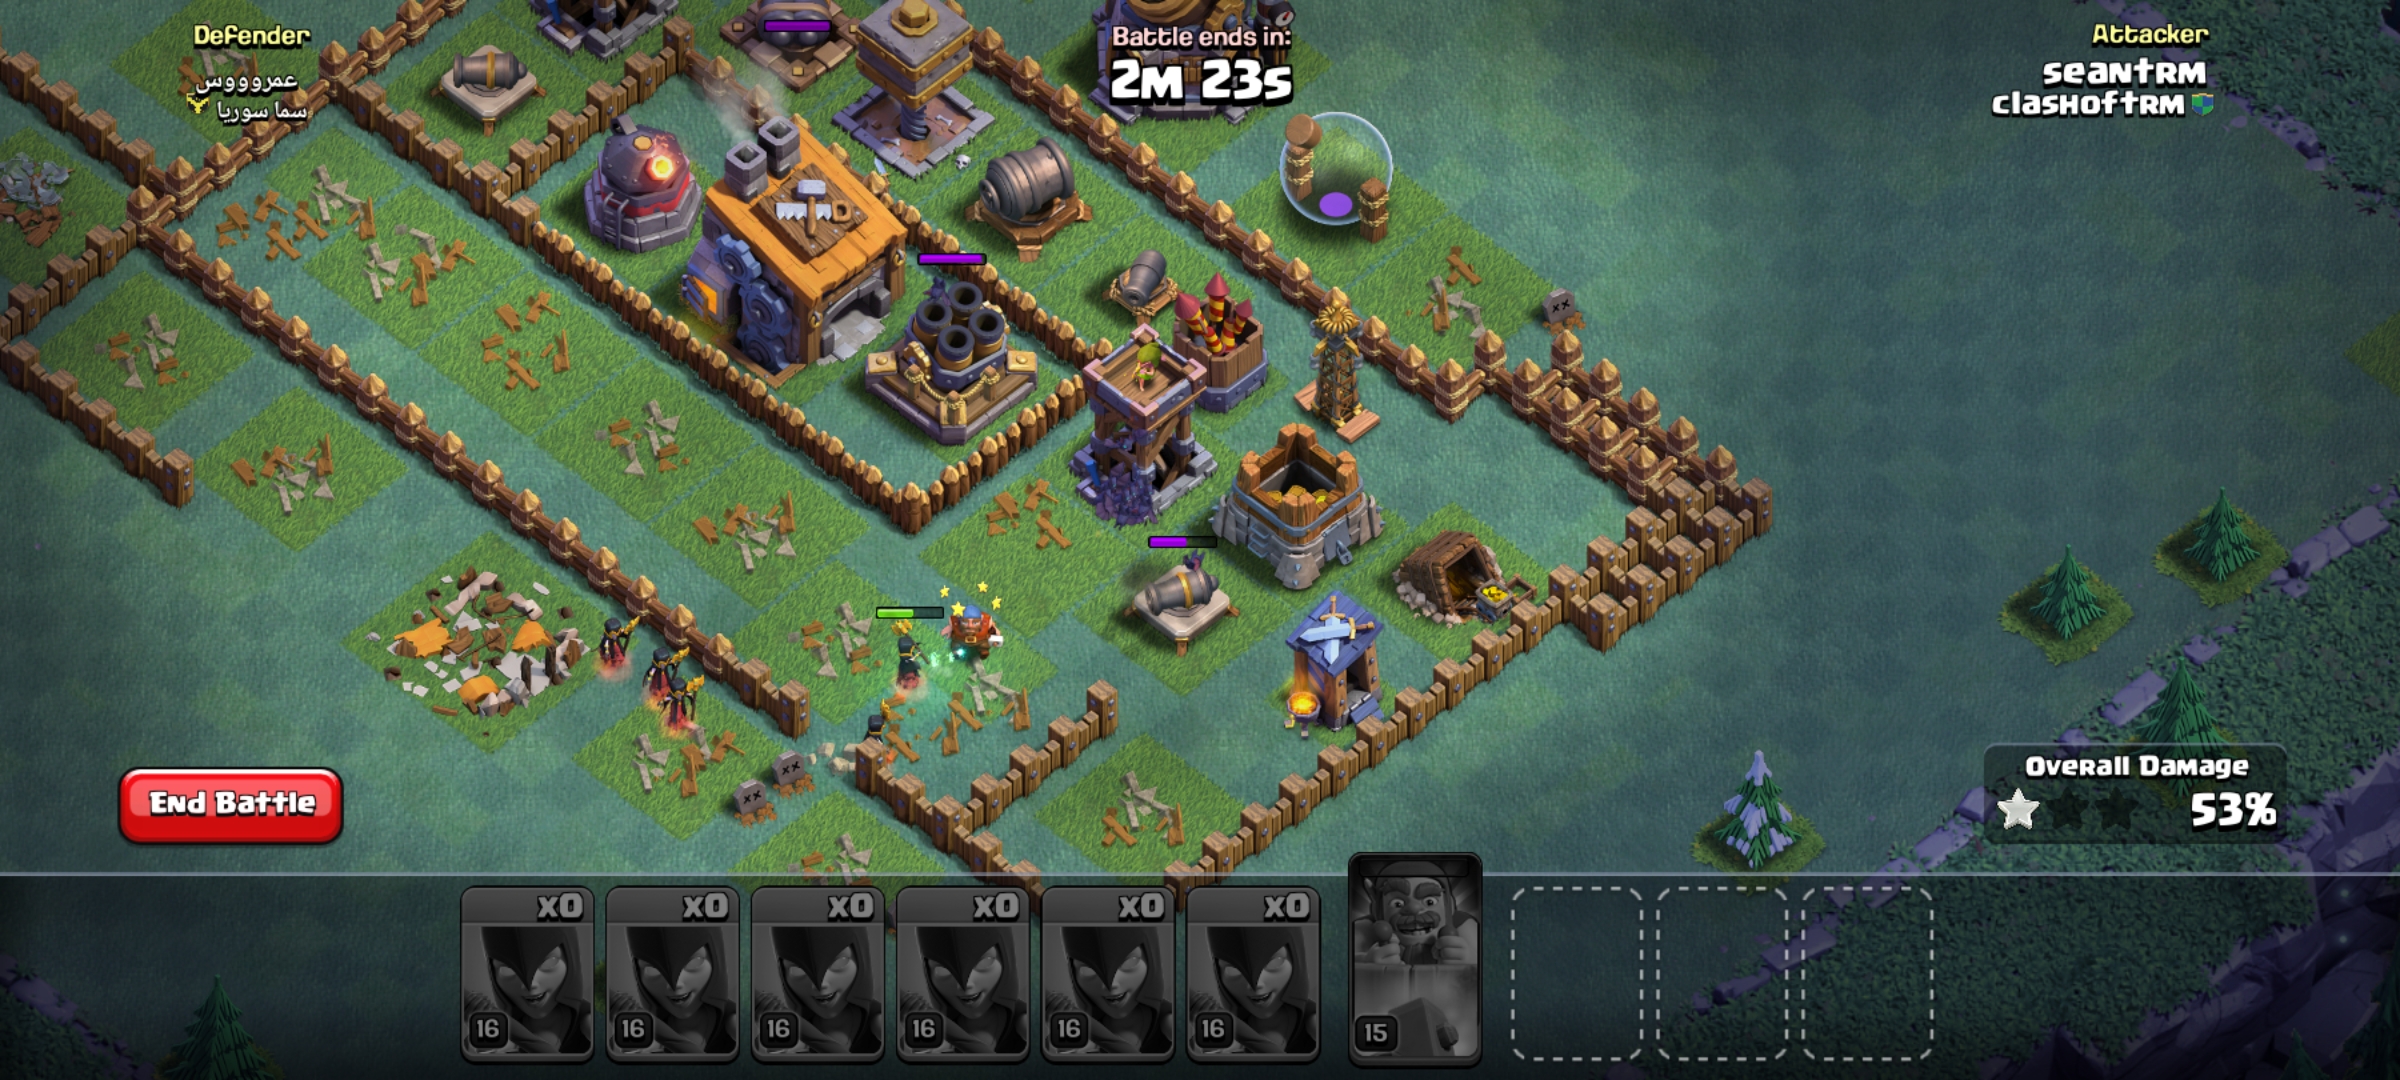 Defender
عمروووس
سما سوريا
Battle ends in:
2M 23s
Attacker
seantRM
clashoftRM
End Battle
Overall Damage
53%
x0
x0
x0
x0
x0
x0
16
16
16
16
16
16
15